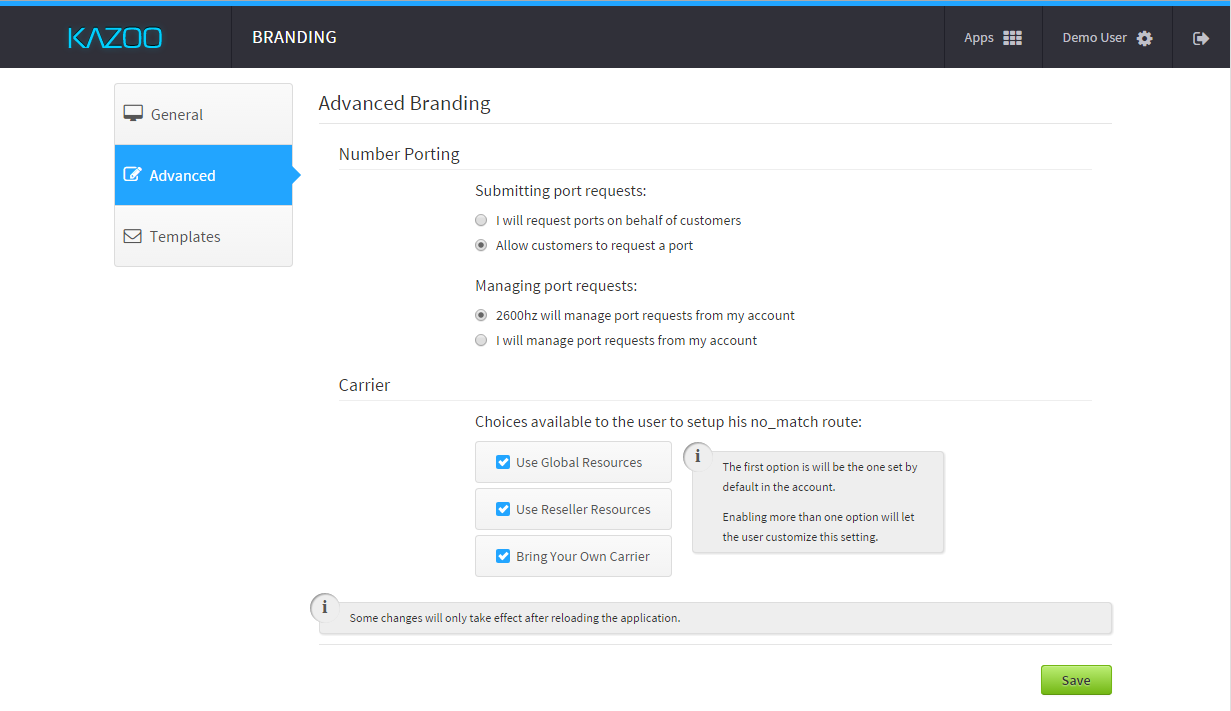 KAZOO
BRANDING
Apps
Demo User
General
Advanced
Templates
Advanced Branding
Number Porting
Submitting port requests:
I will request ports on behalf of customers
Allow customers to request a port
Managing port requests:
2600hz will manage port requests from my account
I will manage port requests from my account
Carrier
Choices available to the user to setup his no_match route:
Use Global Resources
Use Reseller Resources
Bring Your Own Carrier
i
The first option is will be the one set by
default in the account.
Enabling more than one option will let
the user customize this setting.
i
Some changes will only take effect after reloading the application.
Save